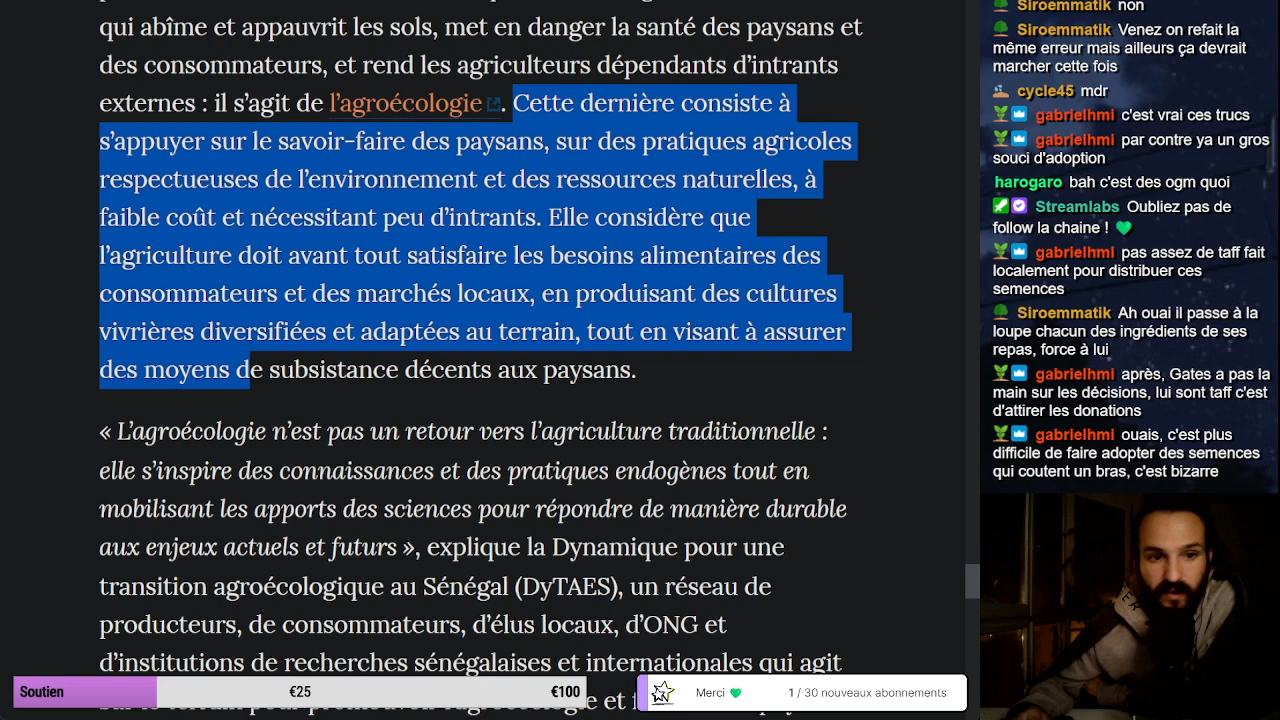 qui abîme et appauvrit les sols, met en danger la santé des paysans et
des consommateurs, et rend les agriculteurs dépendants d’intrants
externes : il s’agit de l’agroécologie. Cette dernière consiste à
s’appuyer sur le savoir-faire des paysans, sur des pratiques agricoles
respectueuses de l’environnement et des ressources naturelles, à
faible coût et nécessitant peu d’intrants. Elle considère que
l’agriculture doit avant tout satisfaire les besoins alimentaires des
consommateurs et des marchés locaux, en produisant des cultures
vivrières diversifiées et adaptées au terrain, tout en visant à assurer
des moyens de subsistance décents aux paysans.
« L’agroécologie n’est pas un retour vers l’agriculture traditionnelle :
elle s’inspire des connaissances et des pratiques endogènes tout en
mobilisant les apports des sciences pour répondre de manière durable
aux enjeux actuels et futurs », explique la Dynamique pour une
transition agroécologique au Sénégal (DyTAES), un réseau de
producteurs, de consommateurs, d’élus locaux, d’ONG et
d’institutions de recherches sénégalaises et internationales qui agit
Soutien €25 €100
Merci 1 / 30 nouveaux abonnements
Siroemmatik non
Siroemmatik Venez on refait la
même erreur mais ailleurs ça devrait
marcher cette fois
cycle45 mdr
gabrielhmi c'est vrai ces trucs
gabrielhmi par contre ya un gros
souci d'adoption
harogaro bah c'est des ogm quoi
Streamlabs Oubliez pas de
follow la chaine !
gabrielhmi pas assez de taff fait
localement pour distribuer ces
semences
Siroemmatik Ah ouai il passe à la
loupe chacun des ingrédients de ses
repas, force à lui
gabrielhmi après, Gates a pas la
main sur les décisions, lui sont taff c'est
d'attirer les donations
gabrielhmi ouais, c'est plus
difficile de faire adopter des semences
qui coutent un bras, c'est bizarre